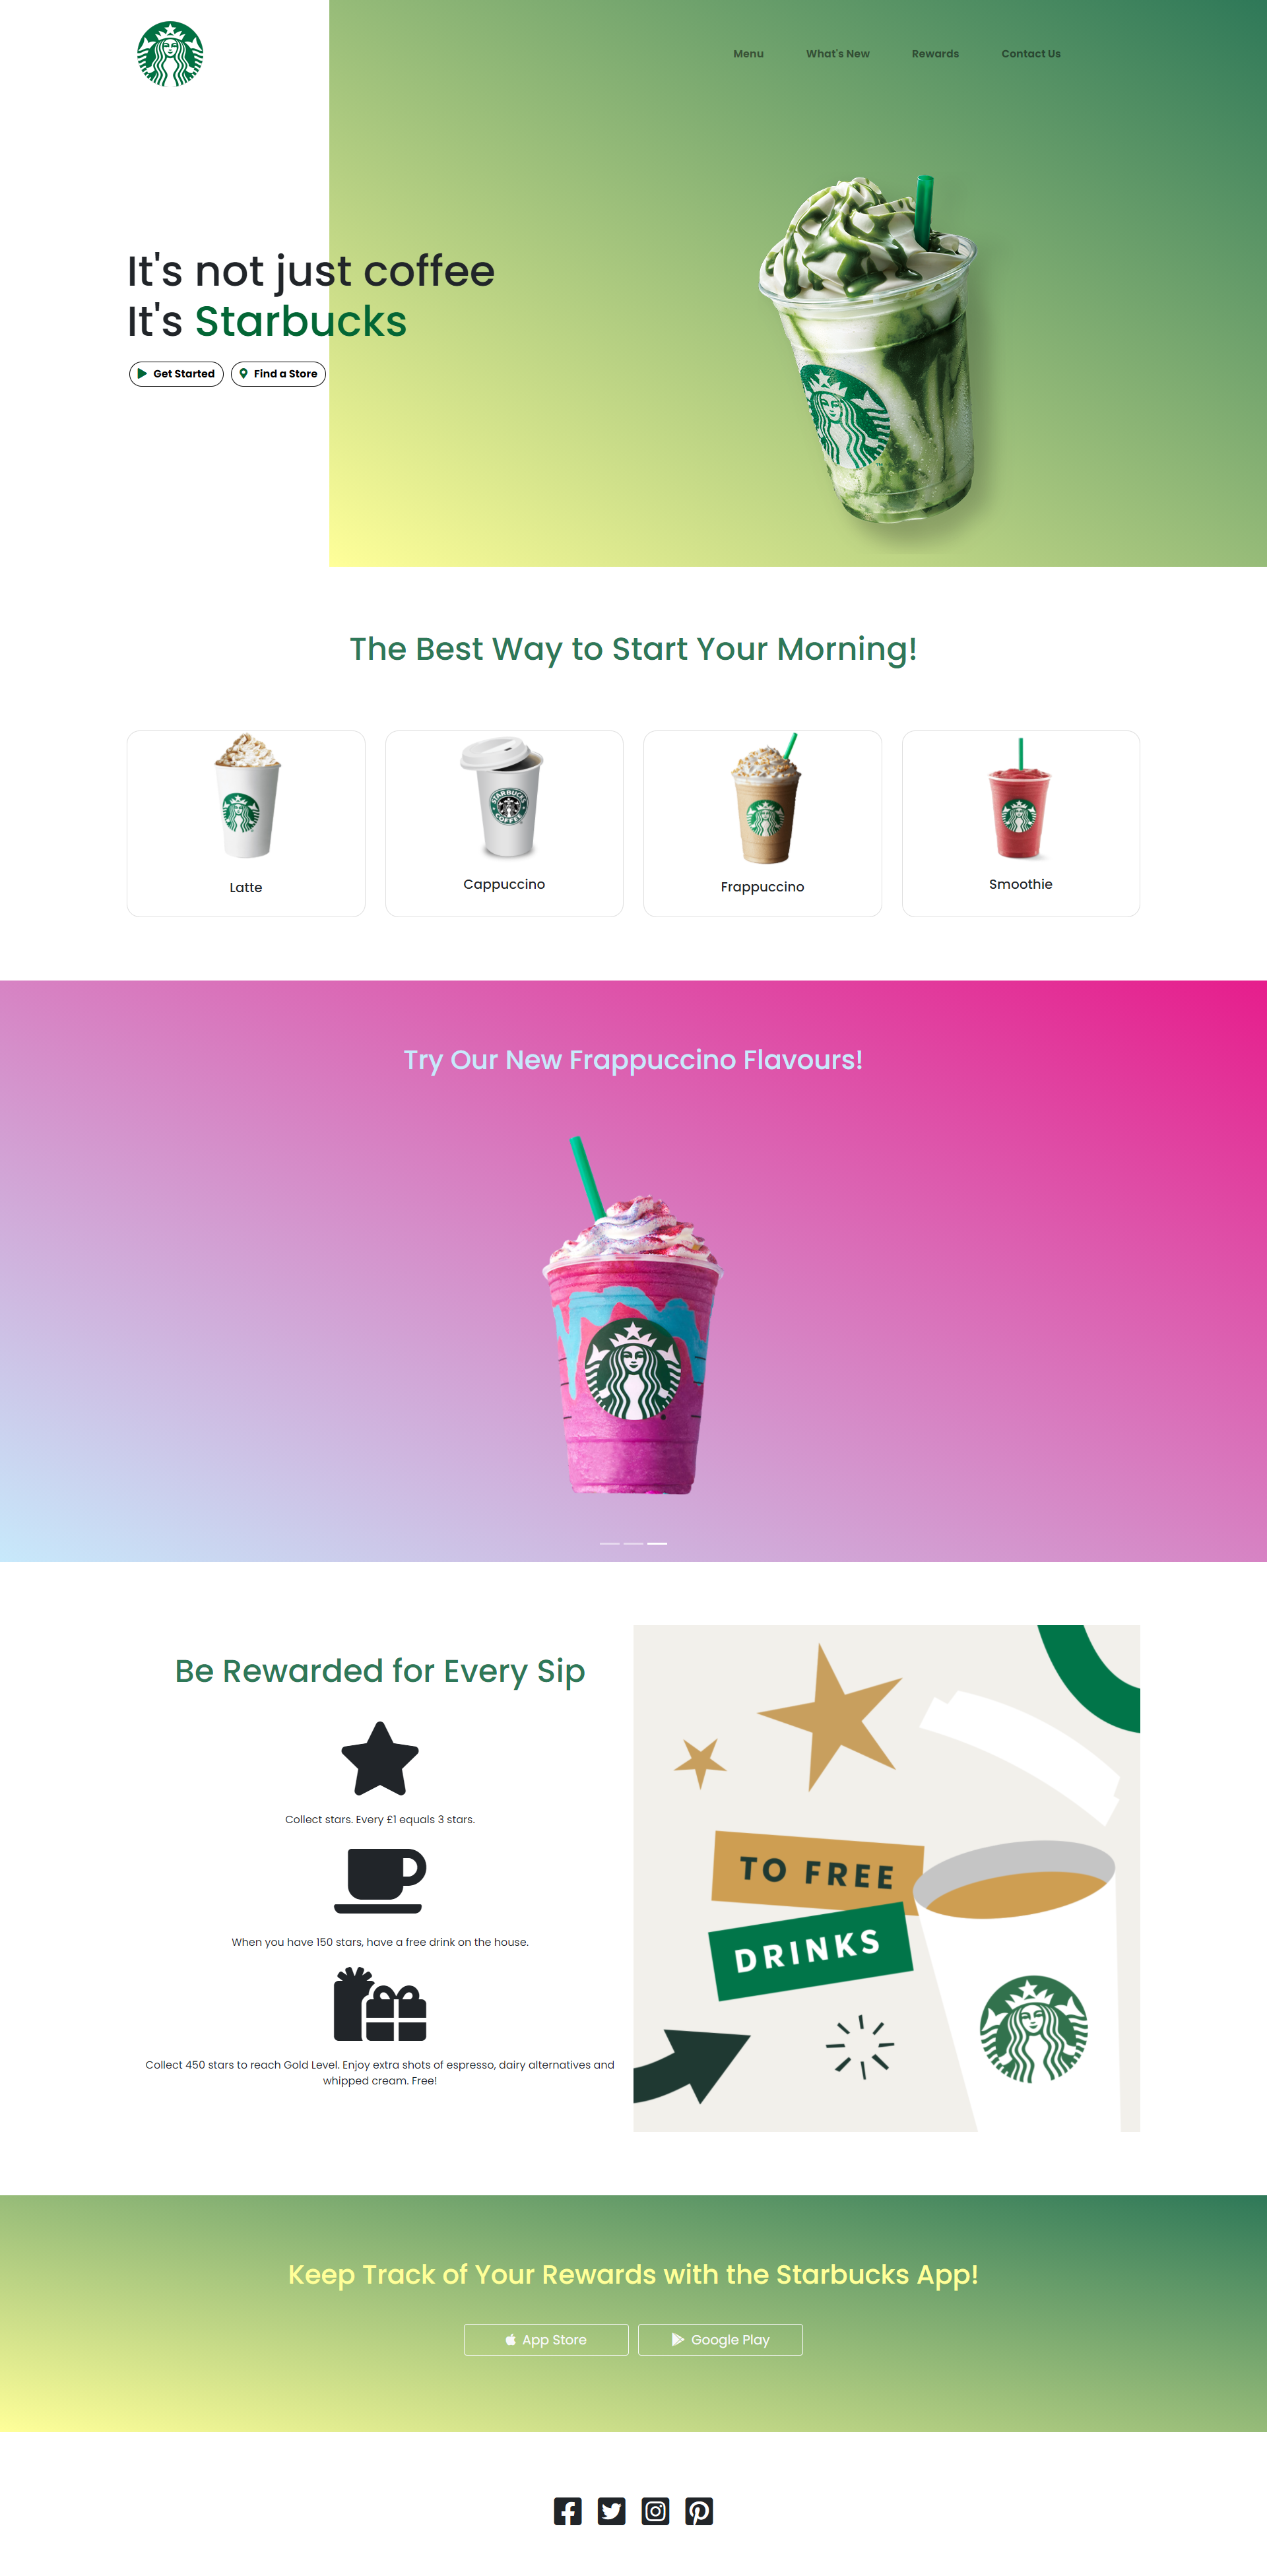 Menu
What's New
Rewards
Contact Us
It's not just coffee
It's Starbucks
Get Started
Find a Store
The Best Way to Start Your Morning!
STARBUCKS
COFFEE
Latte
Cappuccino
Frappuccino
Smoothie
Try Our New Frappuccino Flavours!
Be Rewarded for Every Sip
Collect stars. Every £1 equals 3 stars.
When you have 150 stars, have a free drink on the house.
Collect 450 stars to reach Gold Level. Enjoy extra shots of espresso, dairy alternatives and
whipped cream. Free!
TO FREE
DRINKS
Keep Track of Your Rewards with the Starbucks App!
App Store
Google Play